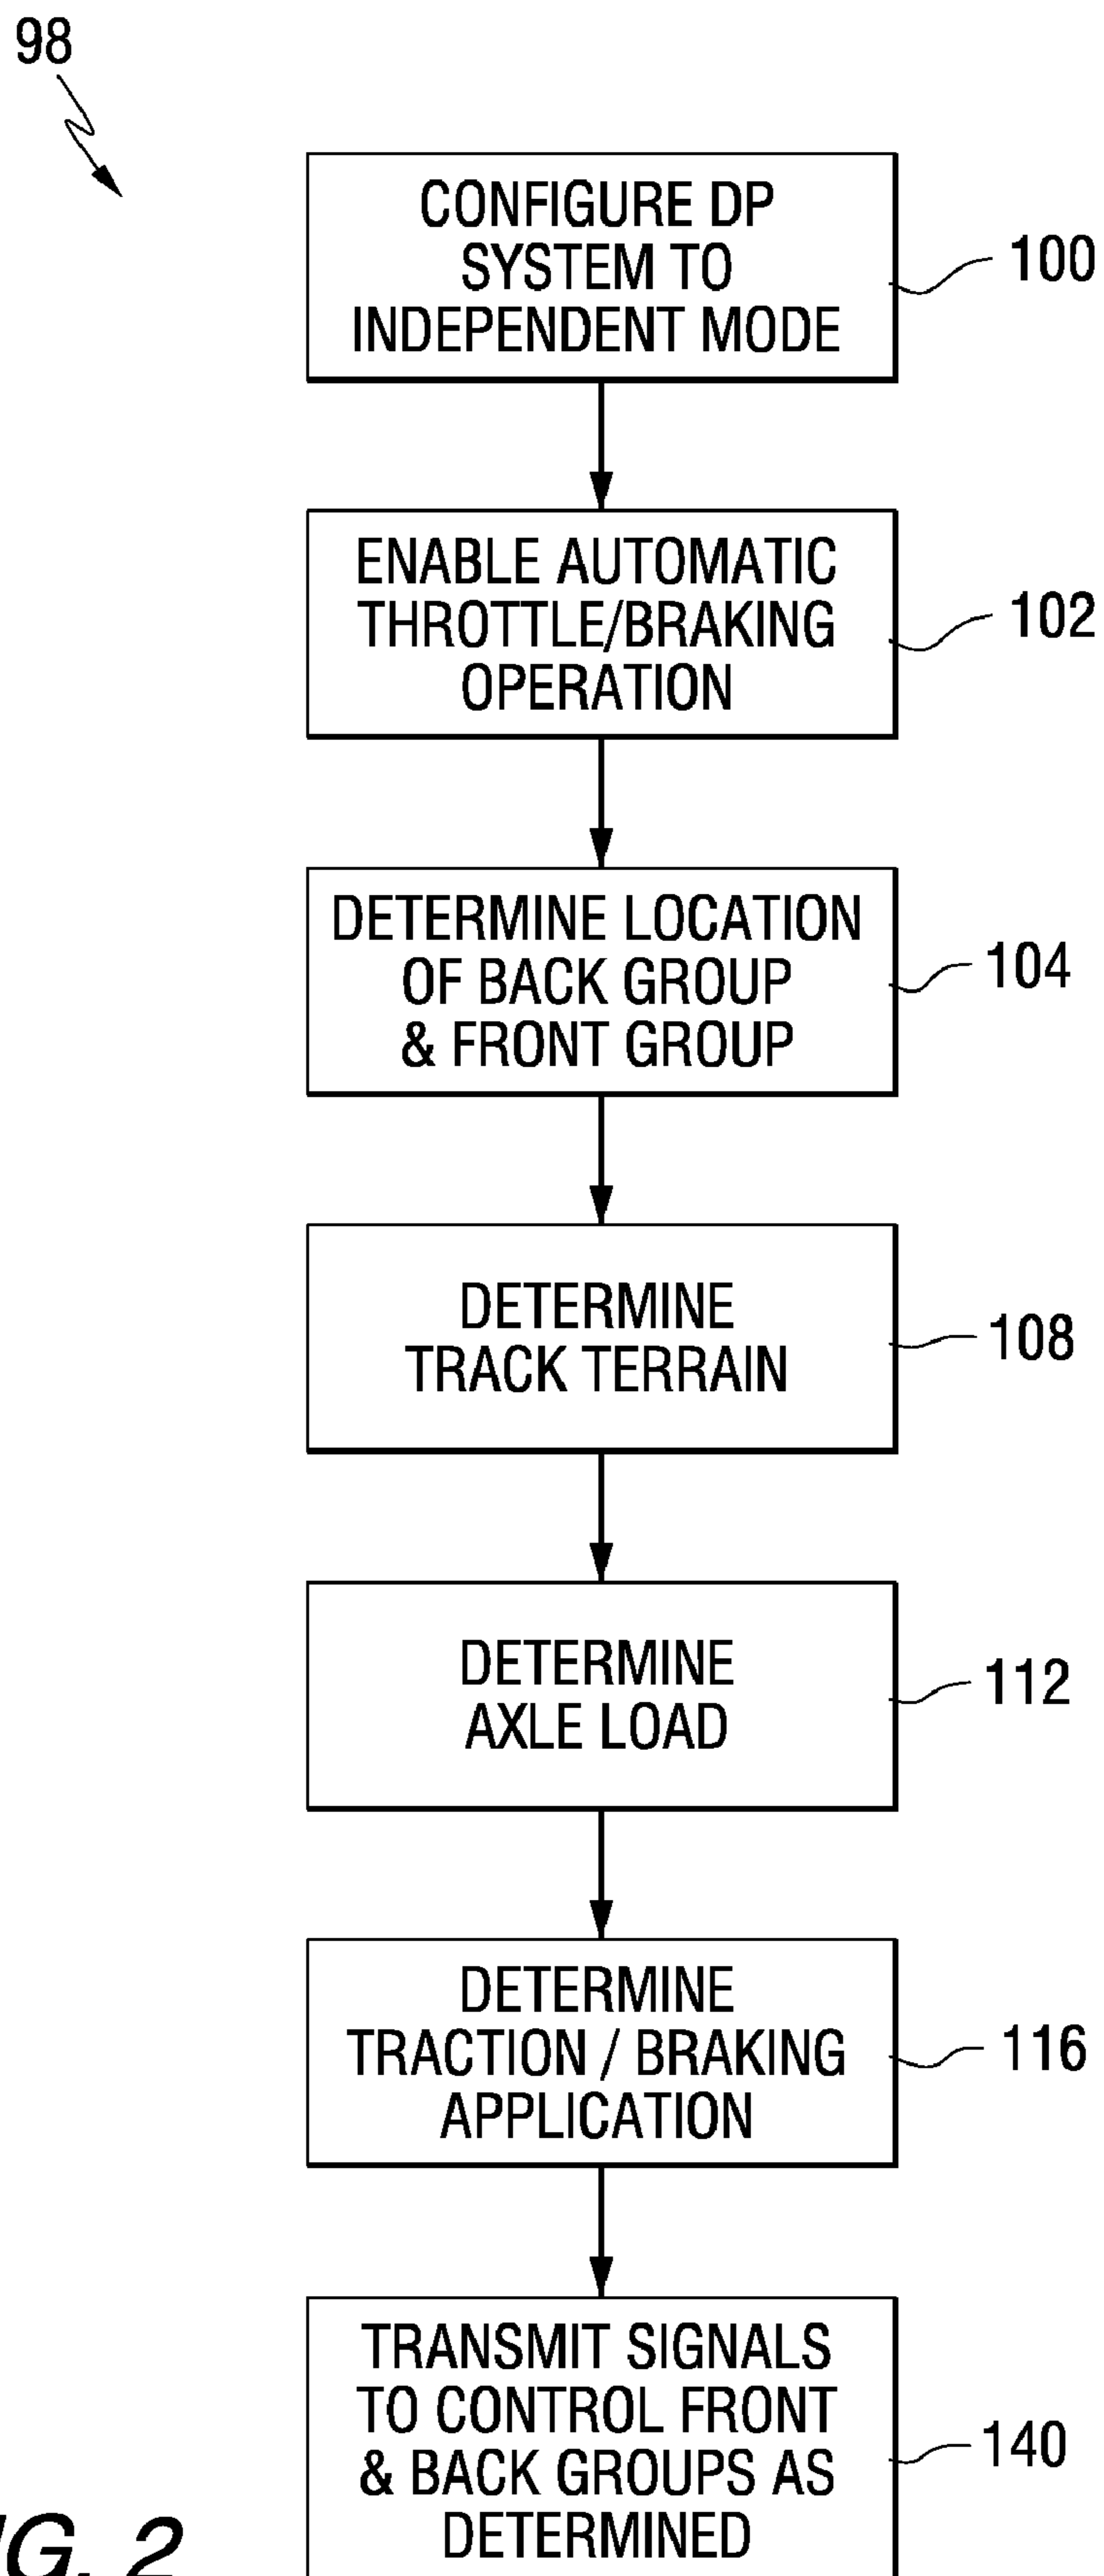 98
CONFIGURE DP
SYSTEM TO
INDEPENDENT MODE
100
ENABLE AUTOMATIC
THROTTLE/BRAKING
OPERATION
102
DETERMINE LOCATION
OF BACK GROUP
& FRONT GROUP
104
DETERMINE
TRACK TERRAIN
108
DETERMINE
AXLE LOAD
112
DETERMINE
TRACTION / BRAKING
APPLICATION
116
TRANSMIT SIGNALS
TO CONTROL FRONT
& BACK GROUPS AS
DETERMINED
140
IG. 2